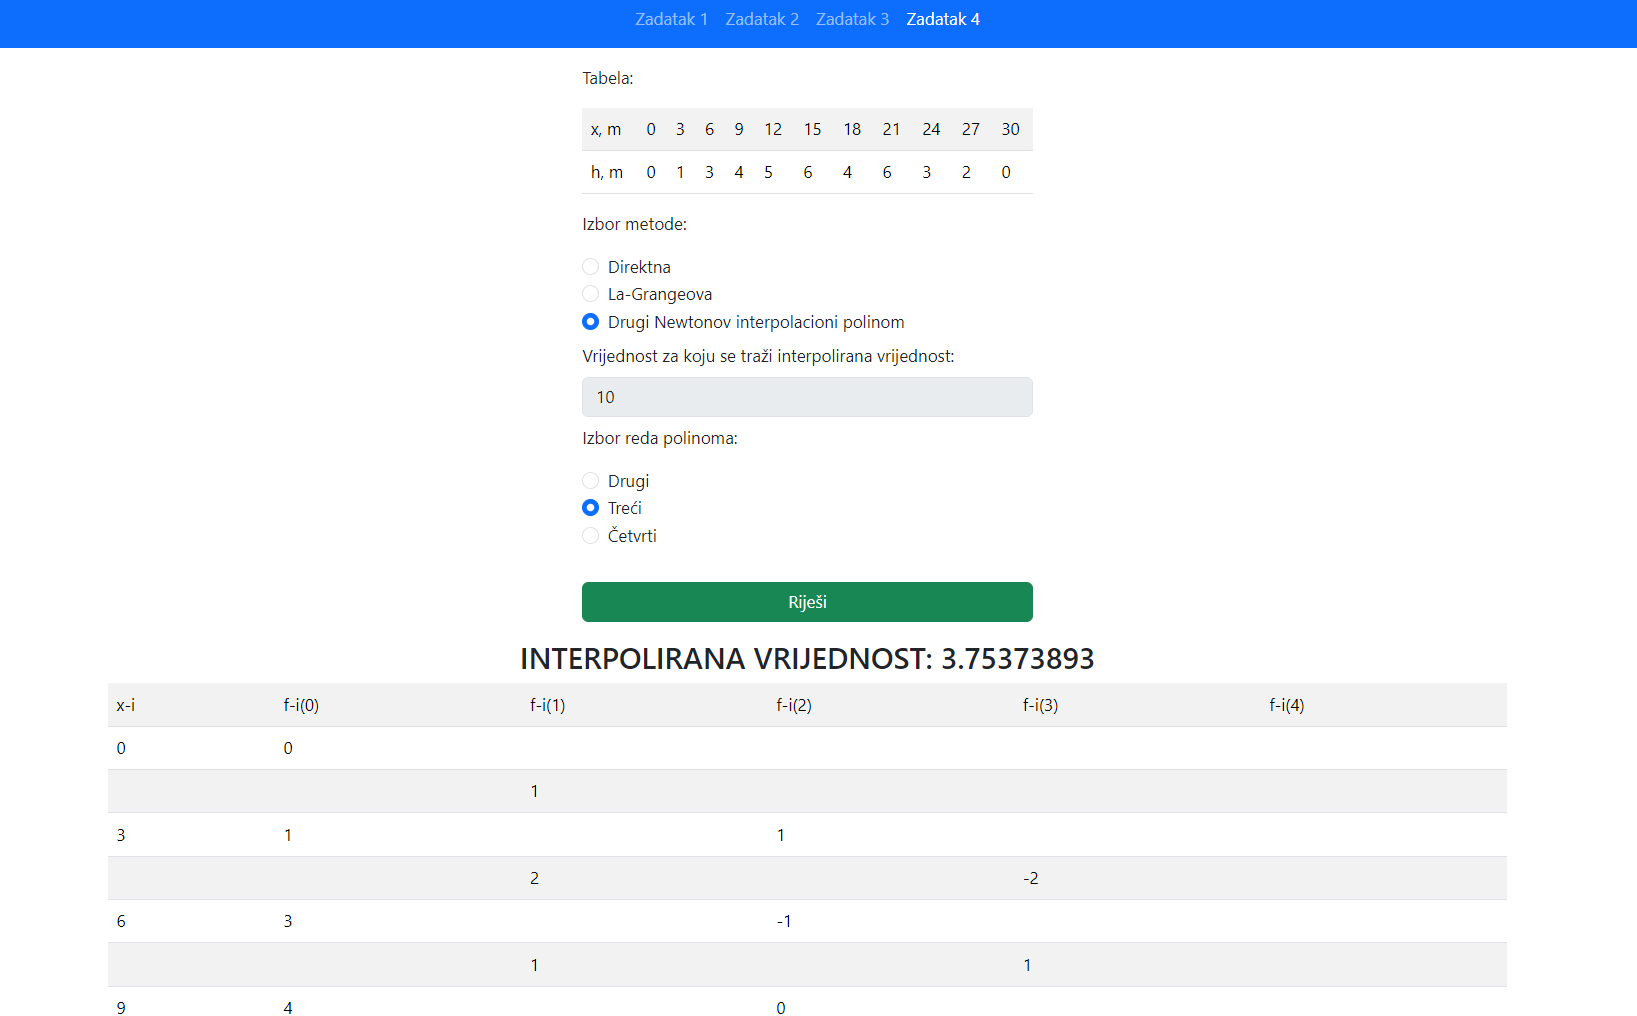 Zadatak 1 Zadatak 2 Zadatak 3 Zadatak 4
Tabela:
x, m 0 3 6 9 12 15 18 21 24 27 30
h, m 0 1 3 4 5 6 4 6 3 2 0
Izbor metode:
Direktna
La-Grangeova
Drugi Newtonov interpolacioni polinom
Vrijednost za koju se traži interpolirana vrijednost:
10
Izbor reda polinoma:
Drugi
Treći
Četvrti
Riješi
INTERPOLIRANA VRIJEDNOST: 3.75373893
x-i f-i(0) f-i(1) f-i(2) f-i(3) f-i(4)
0 0
1
3 1 1
2 -2
6 3 -1
1 1
9 4 0